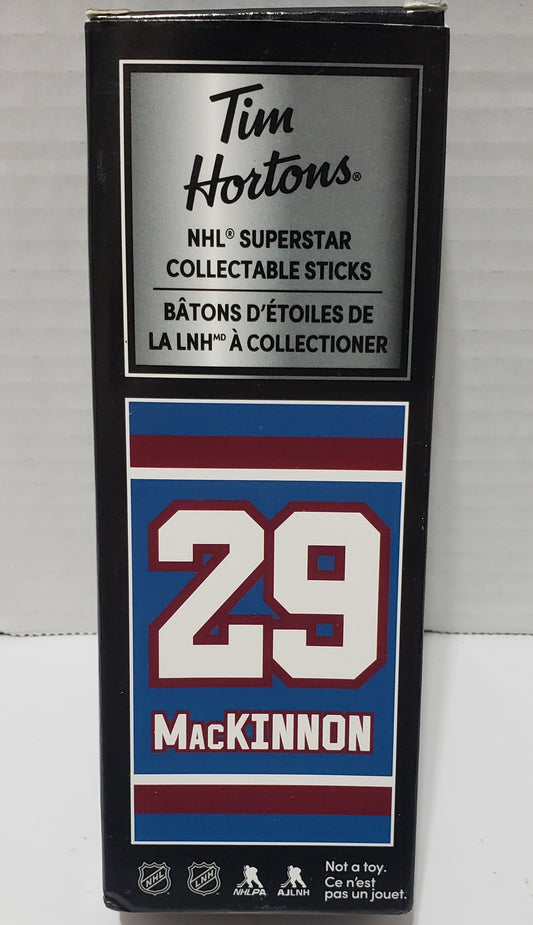 Tim
Hortons®
NHL® SUPERSTAR
COLLECTABLE STICKS
BÂTONS D'ÉTOILES DE
LA LNHᴹᴰ À COLLECTIONER
29
MacKINNON
NHL
LNH
NHLPA
AJLNH
Not a toy.
Ce n'est
pas un jouet.